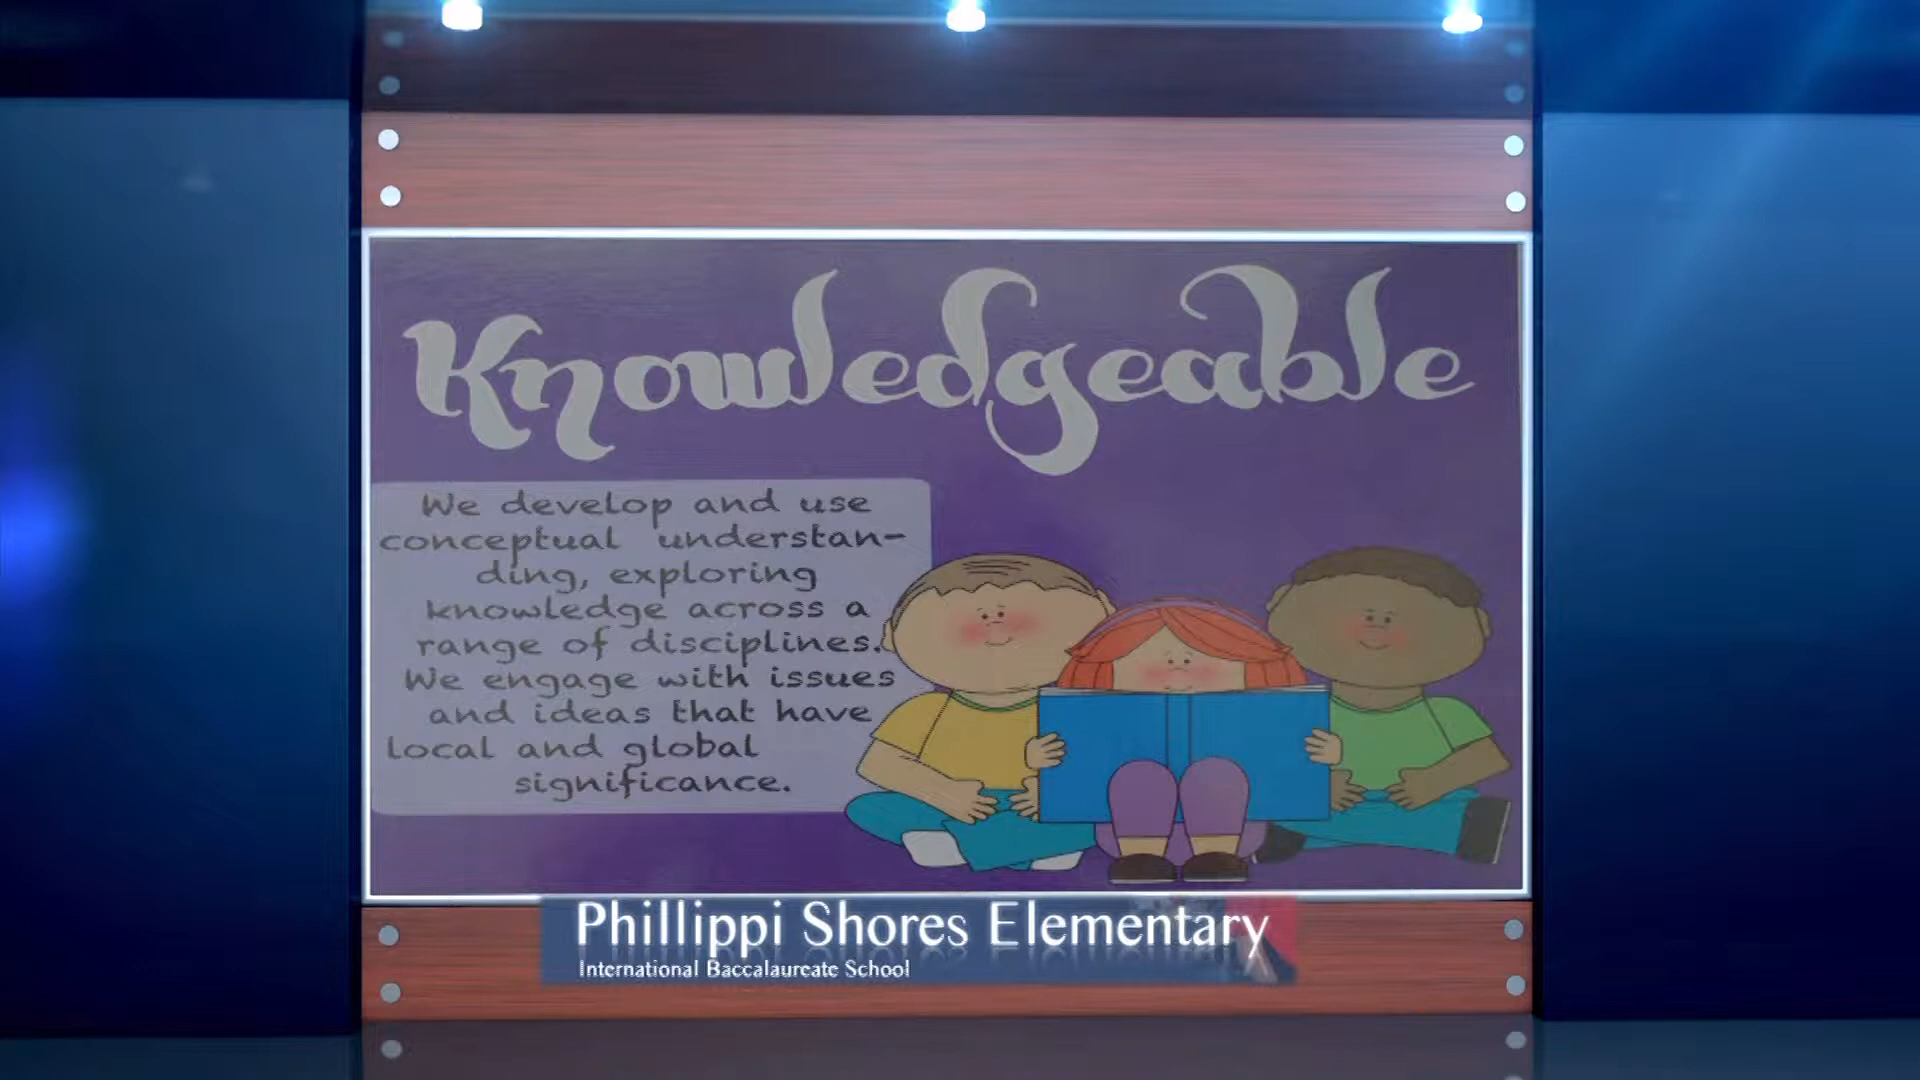 Knowledgeable
We develop and use
conceptual understan-
ding, exploring
knowledge across a
range of disciplines.
We engage with issues
and ideas that have
local and global
significance.
Phillippi Shores Elementary
International Baccalaureate School